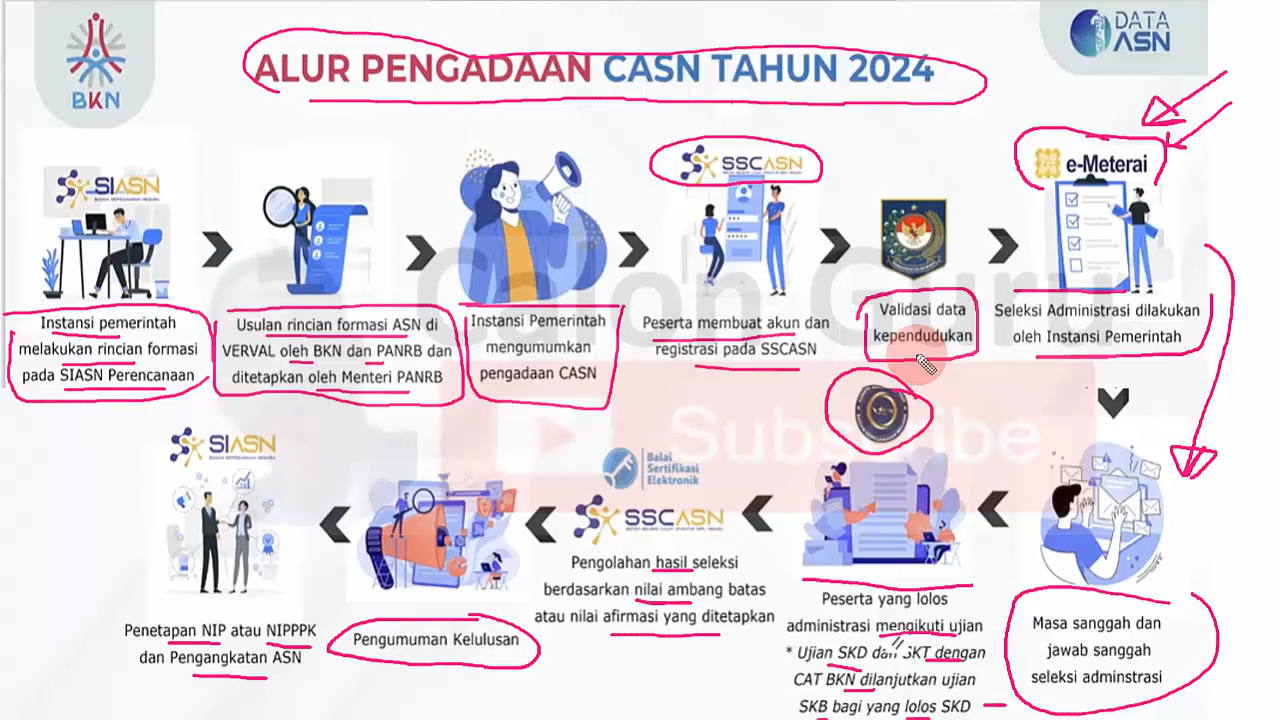 BKN
ALUR PENGADAAN CASN TAHUN 2024
DATA
ASN
SIASN
SSCASN
e-Meterai
Instansi pemerintah
melakukan rincian formasi
pada SIASN Perencanaan
Usulan rincian formasi ASN di
VERVAL oleh BKN dan PANRB dan
ditetapkan oleh Menteri PANRB
Instansi Pemerintah
mengumumkan
pengadaan CASN
Peserta membuat akun dan
registrasi pada SSCASN
Validasi data
kependudukan
Seleksi Administrasi dilakukan
oleh Instansi Pemerintah
Calon Guru
Subscribe
Masa sanggah dan
jawab sanggah
seleksi adminstrasi
Peserta yang lolos
administrasi mengikuti ujian
* Ujian SKD dan SKT dengan
CAT BKN dilanjutkan ujian
SKB bagi yang lolos SKD
Balai
Sertifikasi
Elektronik
SSCASN
Pengolahan hasil seleksi
berdasarkan nilai ambang batas
atau nilai afirmasi yang ditetapkan
Pengumuman Kelulusan
SIASN
Penetapan NIP atau NIPPPK
dan Pengangkatan ASN